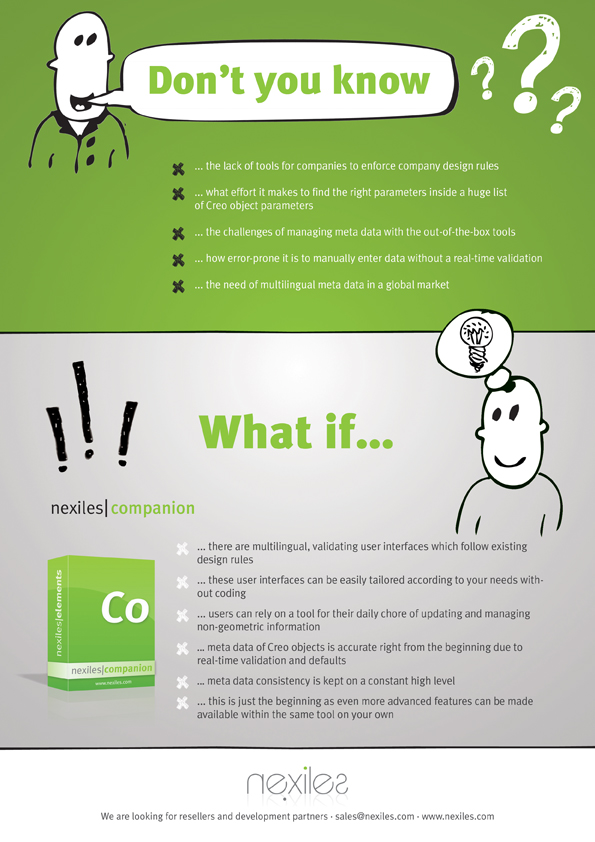 Don't you know
???
... the lack of tools for companies to enforce company design rules
... what effort it makes to find the right parameters inside a huge list
of Creo object parameters
... the challenges of managing meta data with the out-of-the-box tools
... how error-prone it is to manually enter data without a real-time validation
... the need of multilingual meta data in a global market
!!!
What if...
nexiles|companion
... there are multilingual, validating user interfaces which follow existing
design rules
... these user interfaces can be easily tailored according to your needs with-
out coding
... users can rely on a tool for their daily chore of updating and managing
non-geometric information
... meta data of Creo objects is accurate right from the beginning due to
real-time validation and defaults
... meta data consistency is kept on a constant high level
... this is just the beginning as even more advanced features can be made
available within the same tool on your own
nexiles|elements
Co
nexiles|companion
www.nexiles.com
nexiles
We are looking for resellers and development partners · sales@nexiles.com · www.nexiles.com